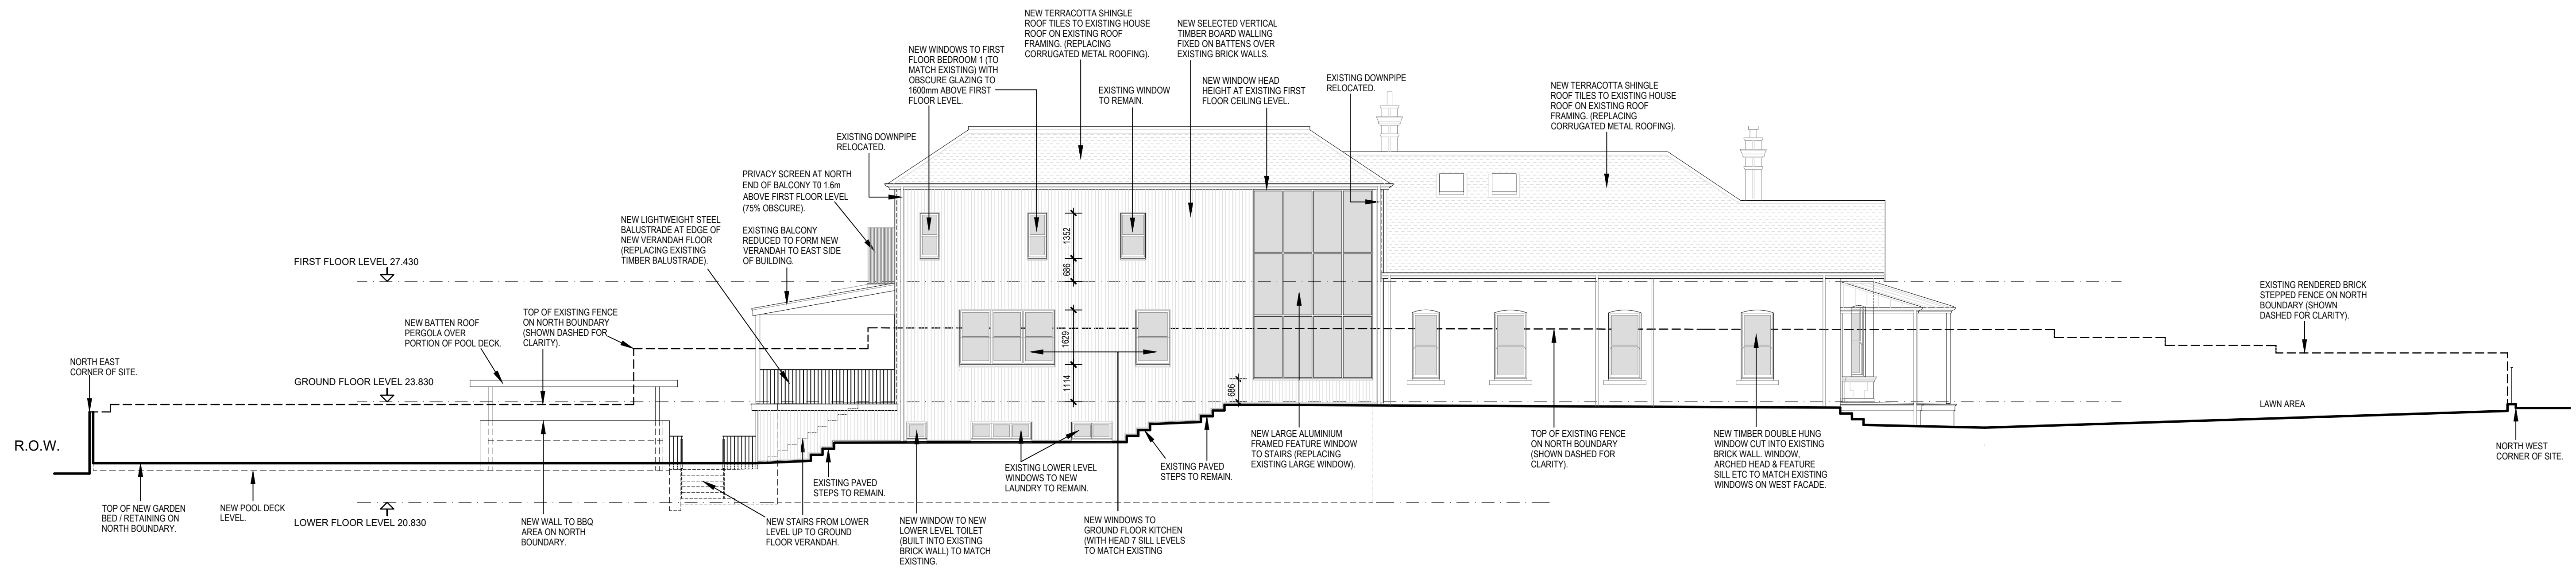 NEW TERRACOTTA SHINGLE
ROOF TILES TO EXISTING HOUSE
ROOF ON EXISTING ROOF
FRAMING. (REPLACING
CORRUGATED METAL ROOFING).
NEW SELECTED VERTICAL
TIMBER BOARD WALLING
FIXED ON BATTENS OVER
EXISTING BRICK WALLS.
NEW WINDOWS TO FIRST
FLOOR BEDROOM 1 (TO
MATCH EXISTING) WITH
OBSCURE GLAZING TO
1600mm ABOVE FIRST
FLOOR LEVEL.
EXISTING WINDOW
TO REMAIN.
NEW WINDOW HEAD
HEIGHT AT EXISTING FIRST
FLOOR CEILING LEVEL.
EXISTING DOWNPIPE
RELOCATED.
NEW TERRACOTTA SHINGLE
ROOF TILES TO EXISTING HOUSE
ROOF ON EXISTING ROOF
FRAMING. (REPLACING
CORRUGATED METAL ROOFING).
EXISTING DOWNPIPE
RELOCATED.
PRIVACY SCREEN AT NORTH
END OF BALCONY T0 1.6m
ABOVE FIRST FLOOR LEVEL
(75% OBSCURE).
NEW LIGHTWEIGHT STEEL
BALUSTRADE AT EDGE OF
NEW VERANDAH FLOOR
(REPLACING EXISTING
TIMBER BALUSTRADE).
EXISTING BALCONY
REDUCED TO FORM NEW
VERANDAH TO EAST SIDE
OF BUILDING.
1352
686
1629
1114
686
FIRST FLOOR LEVEL 27.430
EXISTING RENDERED BRICK
STEPPED FENCE ON NORTH
BOUNDARY (SHOWN
DASHED FOR CLARITY).
TOP OF EXISTING FENCE
ON NORTH BOUNDARY
(SHOWN DASHED FOR
CLARITY).
NEW BATTEN ROOF
PERGOLA OVER
PORTION OF POOL DECK.
NORTH EAST
CORNER OF SITE.
GROUND FLOOR LEVEL 23.830
LAWN AREA
R.O.W.
NEW LARGE ALUMINIUM
FRAMED FEATURE WINDOW
TO STAIRS (REPLACING
EXISTING LARGE WINDOW).
TOP OF EXISTING FENCE
ON NORTH BOUNDARY
(SHOWN DASHED FOR
CLARITY).
NEW TIMBER DOUBLE HUNG
WINDOW CUT INTO EXISTING
BRICK WALL. WINDOW,
ARCHED HEAD & FEATURE
SILL ETC TO MATCH EXISTING
WINDOWS ON WEST FACADE.
NORTH WEST
CORNER OF SITE.
EXISTING LOWER LEVEL
WINDOWS TO NEW
LAUNDRY TO REMAIN.
EXISTING PAVED
STEPS TO REMAIN.
EXISTING PAVED
STEPS TO REMAIN.
TOP OF NEW GARDEN
BED / RETAINING ON
NORTH BOUNDARY.
NEW POOL DECK
LEVEL.
LOWER FLOOR LEVEL 20.830
NEW WALL TO BBQ
AREA ON NORTH
BOUNDARY.
NEW STAIRS FROM LOWER
LEVEL UP TO GROUND
FLOOR VERANDAH.
NEW WINDOW TO NEW
LOWER LEVEL TOILET
(BUILT INTO EXISTING
BRICK WALL) TO MATCH
EXISTING.
NEW WINDOWS TO
GROUND FLOOR KITCHEN
(WITH HEAD 7 SILL LEVELS
TO MATCH EXISTING